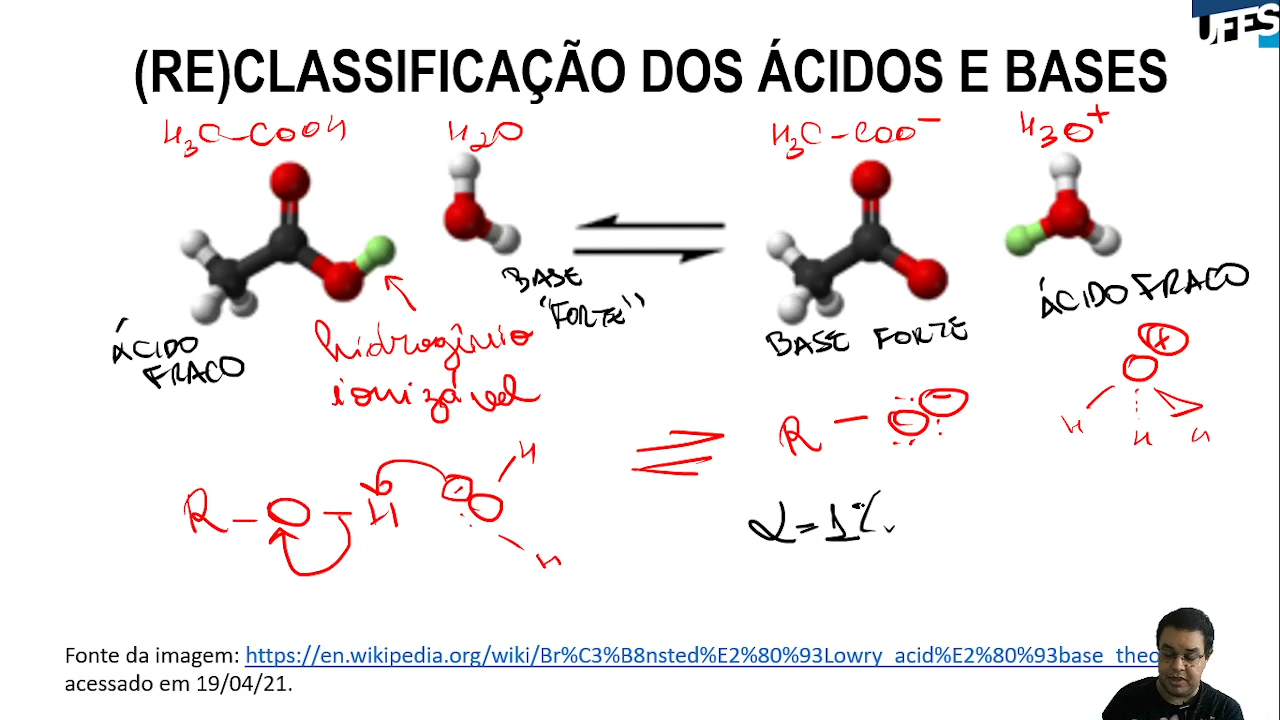 UFES
(RE)CLASSIFICAÇÃO DOS ÁCIDOS E BASES
H3C-COOH H2O H3C-COO- H3O+
BASE
"FORTE"
ÁCIDO FRACO
ÁCIDO
FRACO
hidrogênio
ionizável
BASE FORTE
R - O -
+
O
H H H
R - O - H O H
H
α = 1%
Fonte da imagem: https://en.wikipedia.org/wiki/Br%C3%B8nsted%E2%80%93Lowry_acid%E2%80%93base_theo
acessado em 19/04/21.